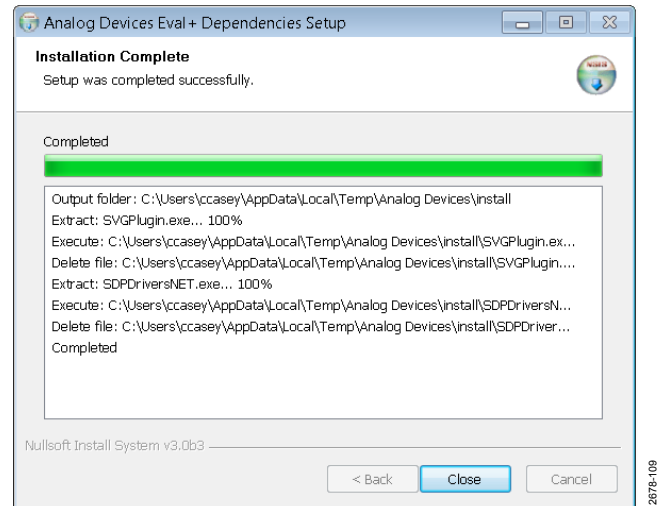 Analog Devices Eval+ Dependencies Setup
Installation Complete
Setup was completed successfully.
Completed
Output folder: C:\Users\ccasey\AppData\Local\Temp\Analog Devices\install
Extract: SVGPlugin.exe... 100%
Execute: C:\Users\ccasey\AppData\Local\Temp\Analog Devices\install\SVGPlugin.ex...
Delete file: C:\Users\ccasey\AppData\Local\Temp\Analog Devices\install\SVGPlugin....
Extract: SDPDriversNET.exe... 100%
Execute: C:\Users\ccasey\AppData\Local\Temp\Analog Devices\install\SDPDriversN...
Delete file: C:\Users\ccasey\AppData\Local\Temp\Analog Devices\install\SDPDriver...
Completed
Nullsoft Install System v3.0b3
< Back
Close
Cancel
2678-109